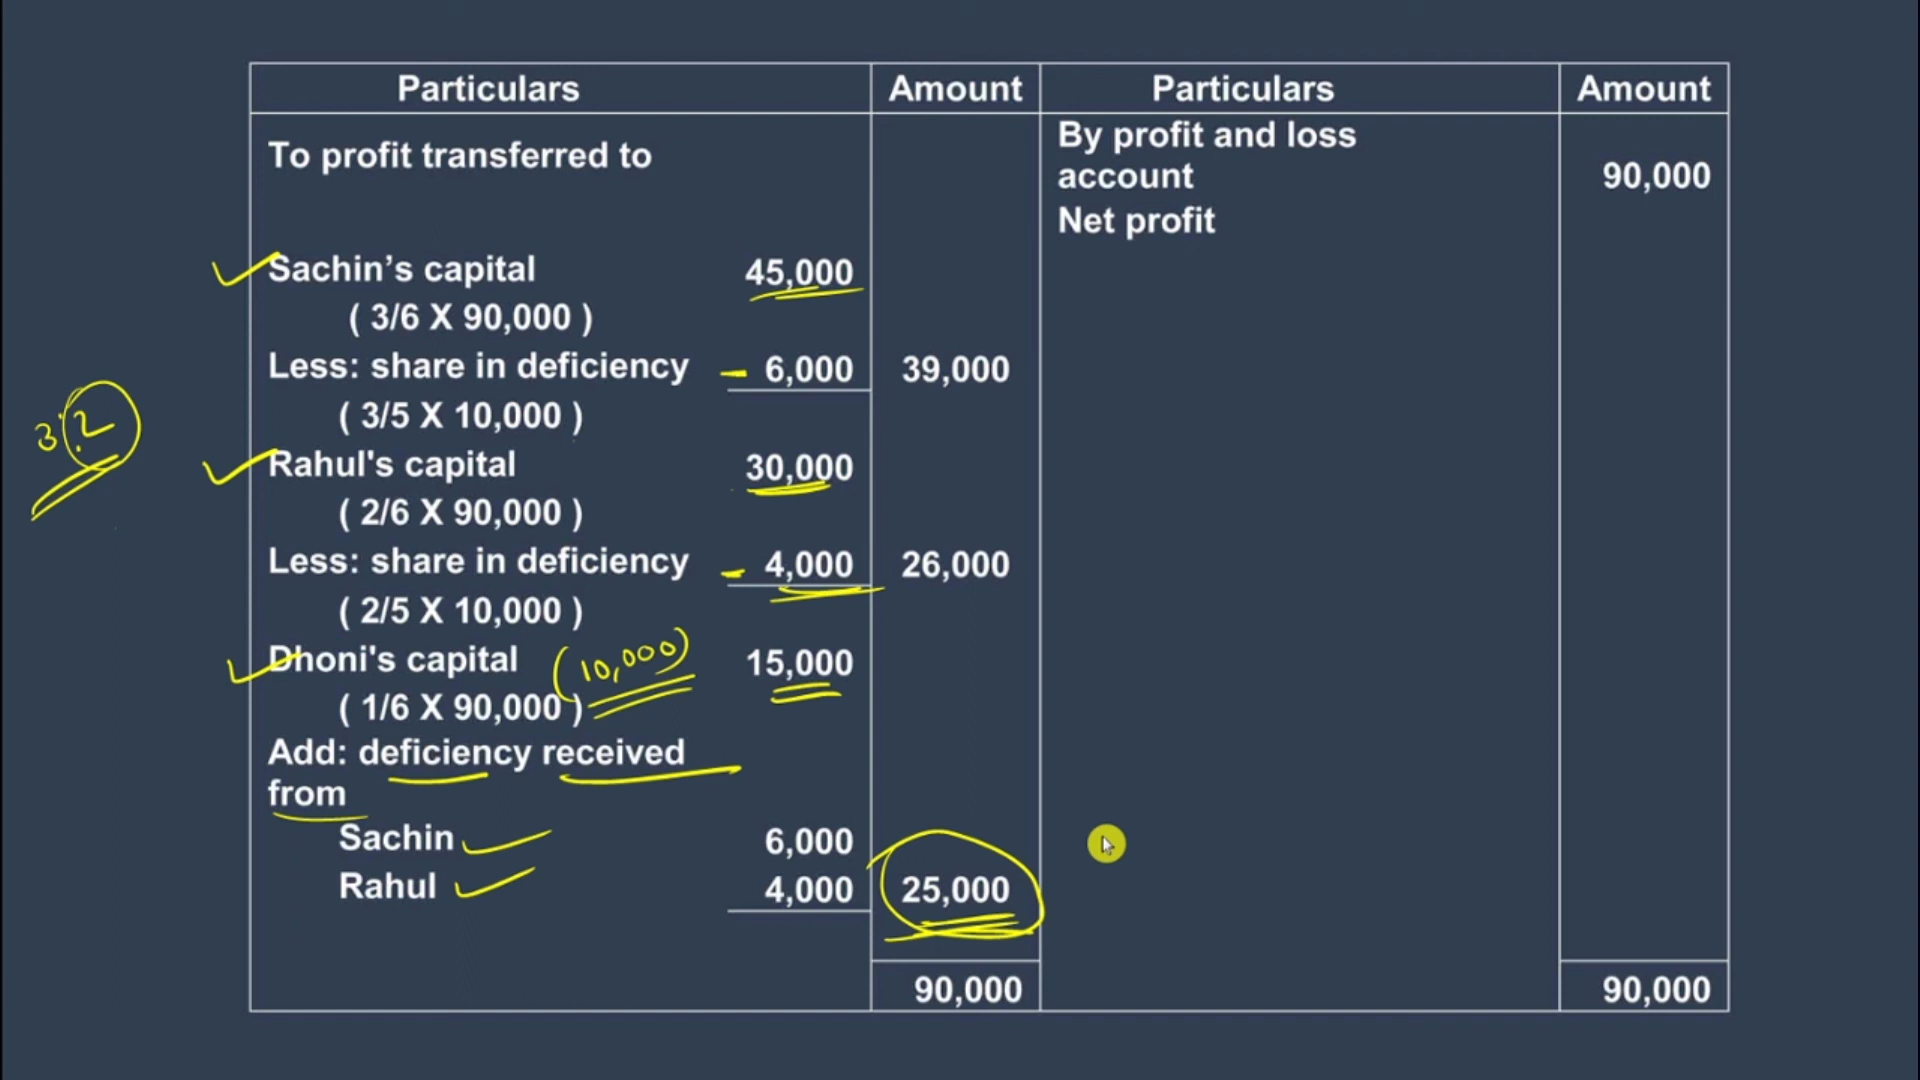 Particulars Amount Particulars Amount
To profit transferred to
By profit and loss
account 90,000
Net profit
Sachin’s capital 45,000
( 3/6 X 90,000 )
Less: share in deficiency - 6,000 39,000
( 3/5 X 10,000 )
3:2
Rahul's capital 30,000
( 2/6 X 90,000 )
Less: share in deficiency - 4,000 26,000
( 2/5 X 10,000 )
Dhoni's capital (10,000) 15,000
( 1/6 X 90,000 )
Add: deficiency received
from
Sachin 6,000
Rahul 4,000 25,000
90,000 90,000